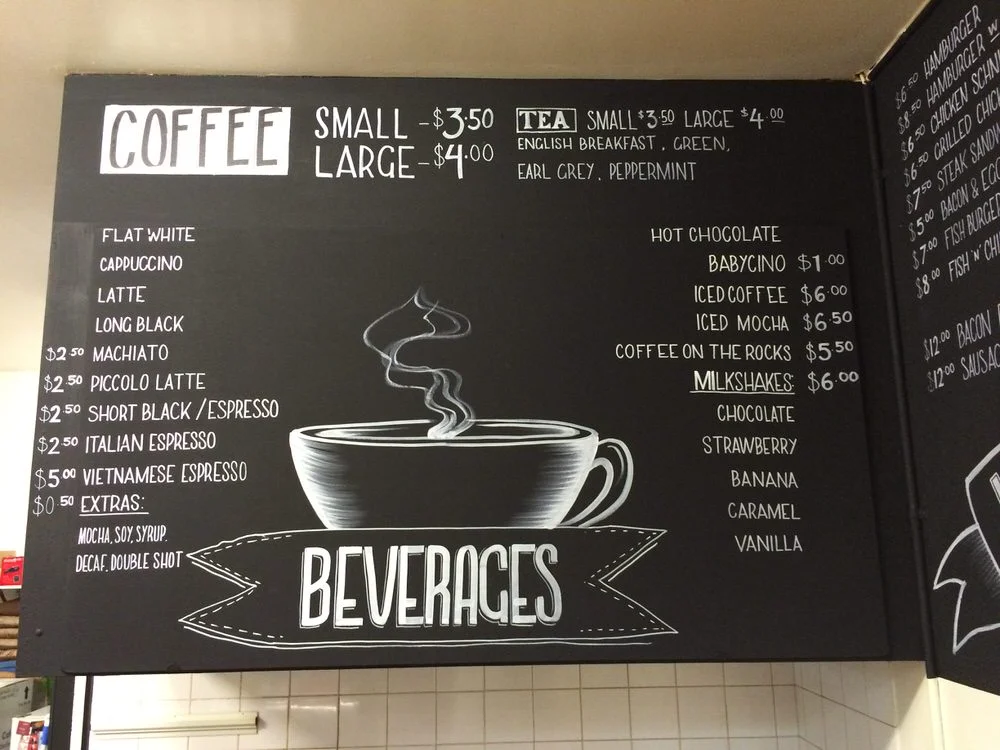 COFFEE
SMALL - $3.50
LARGE - $4.00
TEA SMALL $3.50 LARGE $4.00
ENGLISH BREAKFAST, GREEN,
EARL GREY, PEPPERMINT
FLAT WHITE
CAPPUCCINO
LATTE
LONG BLACK
$2.50 MACHIATO
$2.50 PICCOLO LATTE
$2.50 SHORT BLACK / ESPRESSO
$2.50 ITALIAN ESPRESSO
$5.00 VIETNAMESE ESPRESSO
$0.50 EXTRAS:
MOCHA, SOY, SYRUP,
DECAF, DOUBLE SHOT
HOT CHOCOLATE
BABYCINO $1.00
ICED COFFEE $6.00
ICED MOCHA $6.50
COFFEE ON THE ROCKS $5.50
MILKSHAKES: $6.00
CHOCOLATE
STRAWBERRY
BANANA
CARAMEL
VANILLA
BEVERAGES
$6.50 HAMBURGER
$8.50 HAMBURGER W
$6.50 CHICKEN SCHN
$6.50 GRILLED CHIC
$7.50 STEAK SANDW
$5.00 BACON & EGG
$7.00 FISH BURGER
$8.00 FISH 'N' CHI
$12.00 BACON
$12.00 SAUSAG